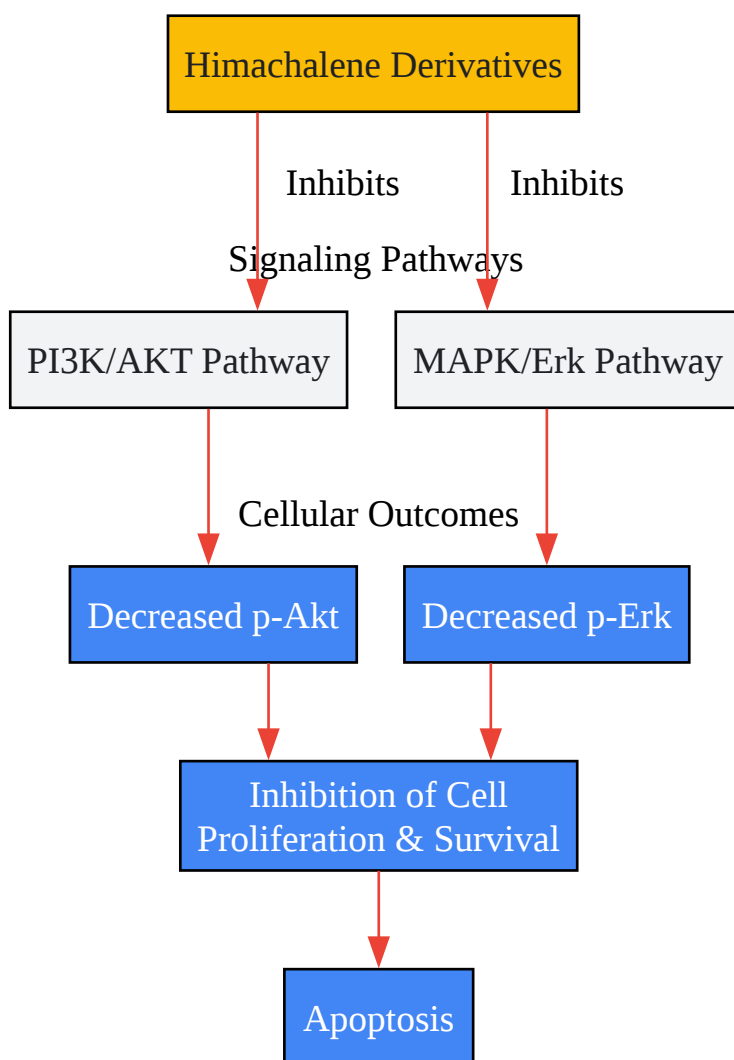 Himachalene Derivatives
Inhibits
Inhibits
Signaling Pathways
PI3K/AKT Pathway
MAPK/Erk Pathway
Cellular Outcomes
Decreased p-Akt
Decreased p-Erk
Inhibition of Cell
Proliferation & Survival
Apoptosis